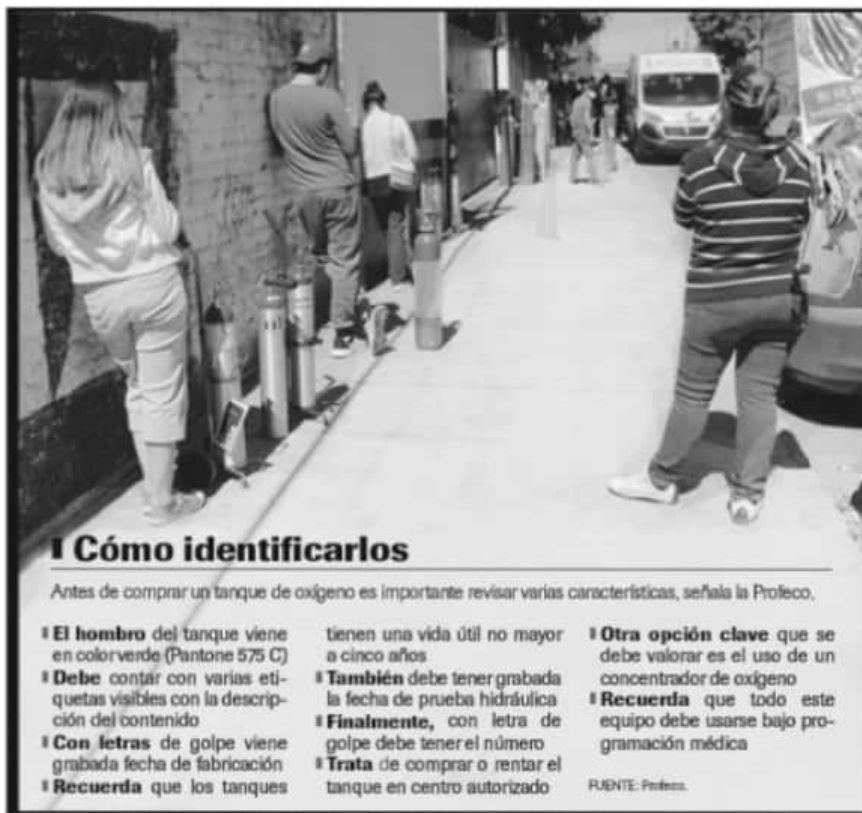 Cómo identificarlos
Antes de comprar un tanque de oxígeno es importante revisar varias características, señala la Profeco.
El hombro del tanque viene
en color verde (Pantone 575 C)
Debe contar con varias eti-
quetas visibles con la descrip-
ción del contenido
Con letras de golpe viene
grabada fecha de fabricación
Recuerda que los tanques
tienen una vida útil no mayor
a cinco años
También debe tener grabada
la fecha de prueba hidráulica
Finalmente, con letra de
golpe debe tener el número
Trata de comprar o rentar el
tanque en centro autorizado
Otra opción clave que se
debe valorar es el uso de un
concentrador de oxígeno
Recuerda que todo este
equipo debe usarse bajo pro-
gramación médica
FUENTE: Profeco.